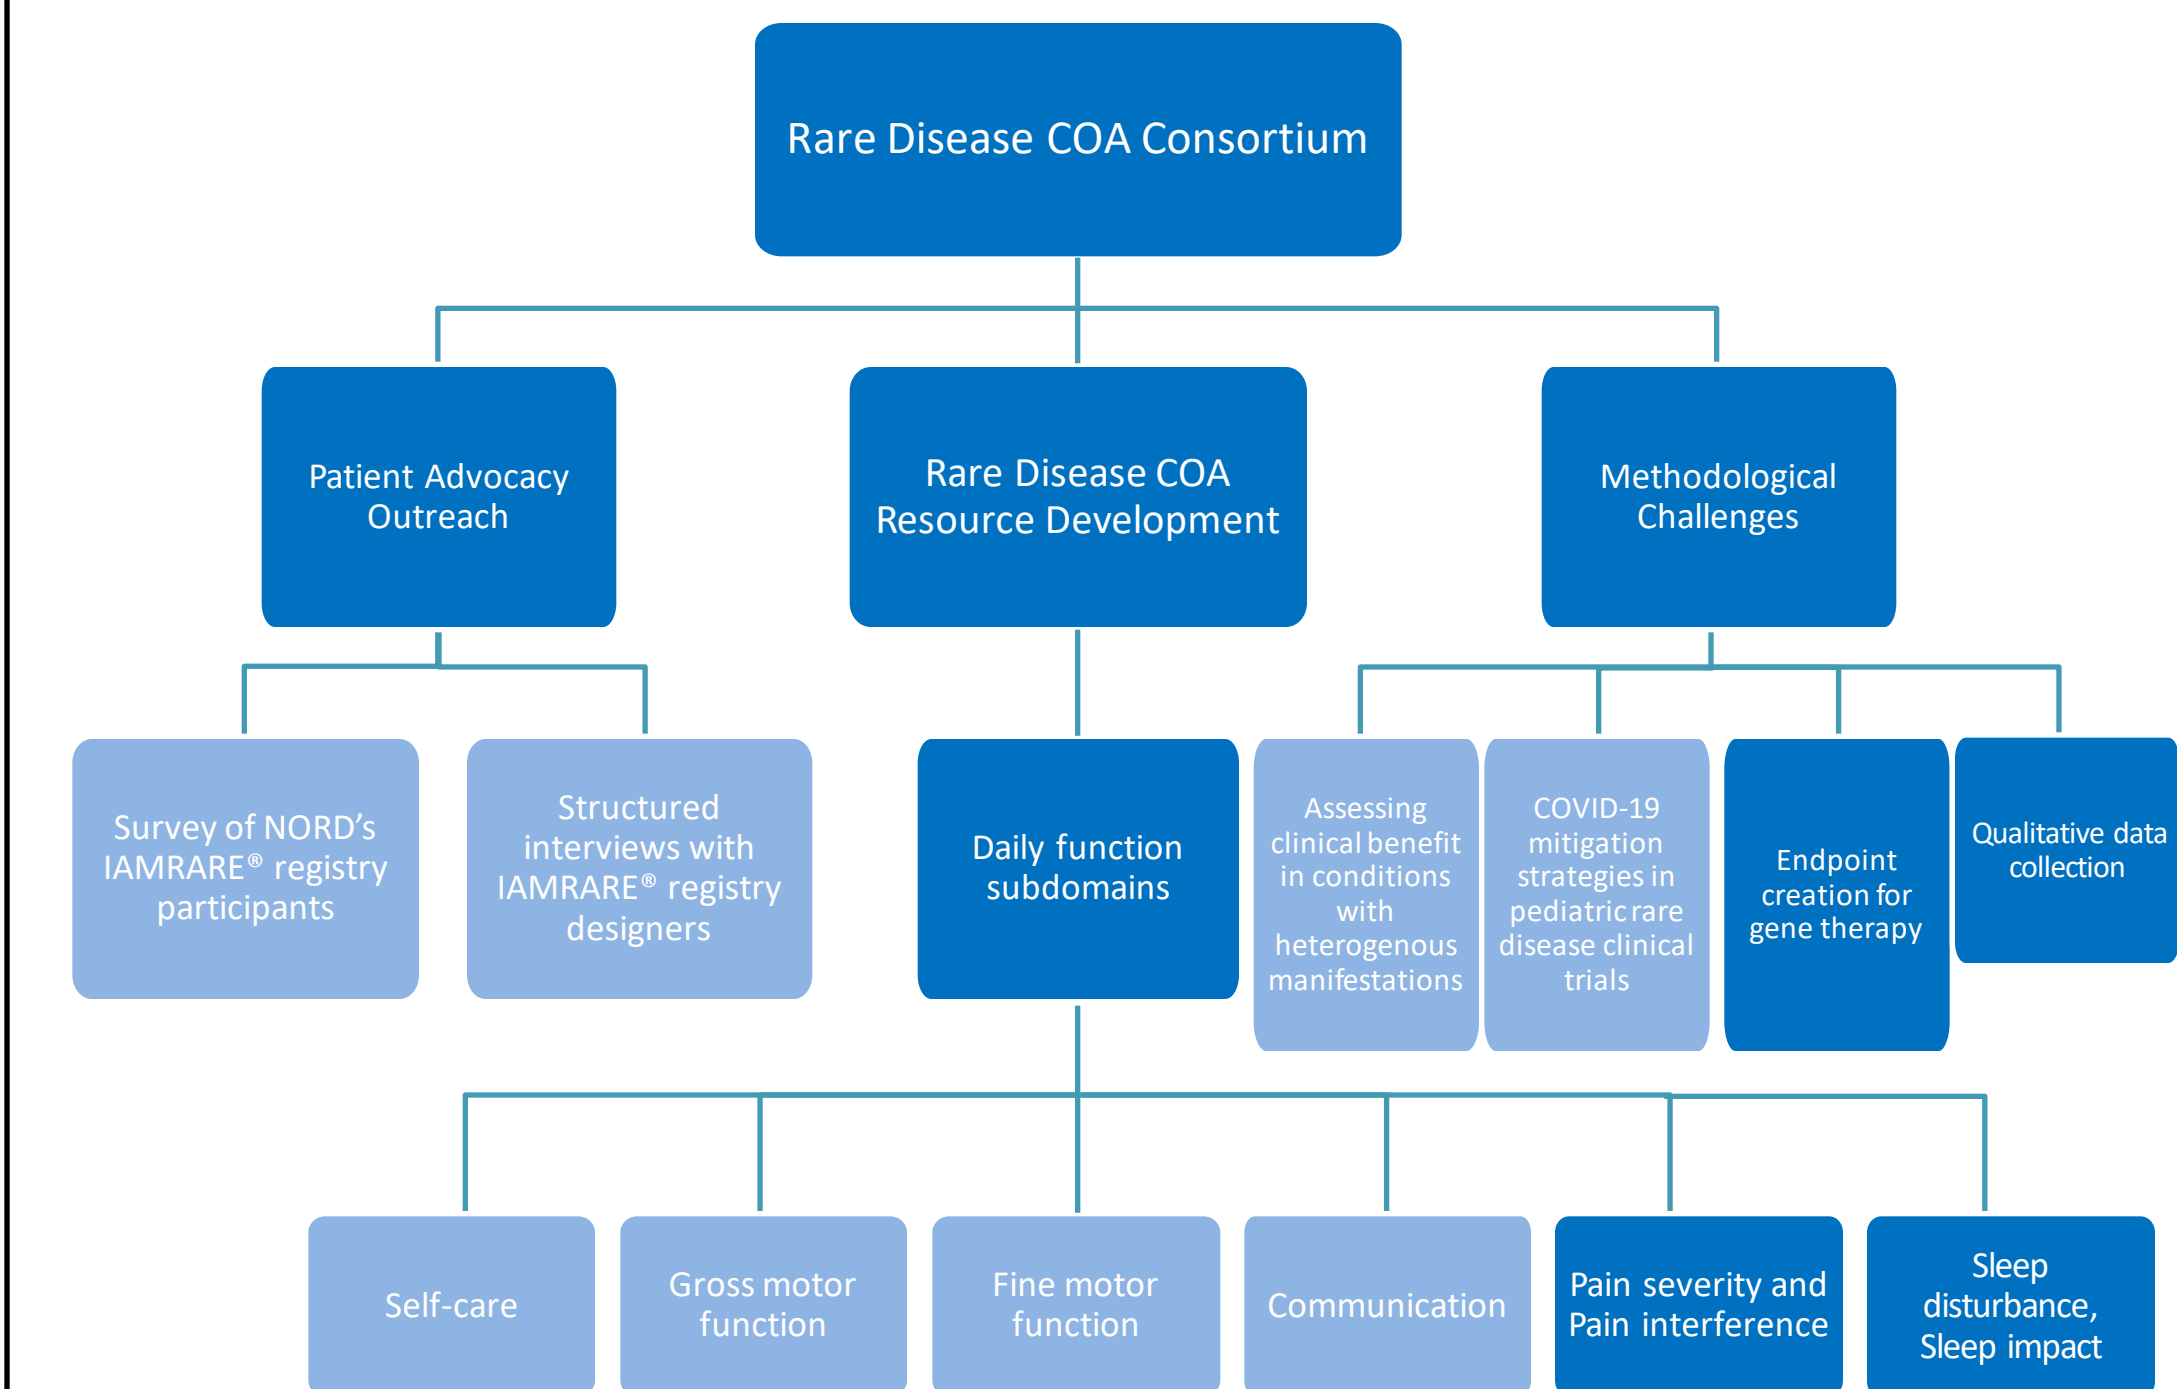 Rare Disease COA Consortium
Patient Advocacy
Outreach
Rare Disease COA
Resource Development
Methodological
Challenges
Survey of NORD’s
IAMRARE® registry
participants
Structured
interviews with
IAMRARE® registry
designers
Daily function
subdomains
Assessing
clinical benefit
in conditions
with
heterogenous
manifestations
COVID-19
mitigation
strategies in
pediatric rare
disease clinical
trials
Endpoint
creation for
gene therapy
Qualitative data
collection
Self-care
Gross motor
function
Fine motor
function
Communication
Pain severity and
Pain interference
Sleep
disturbance,
Sleep impact